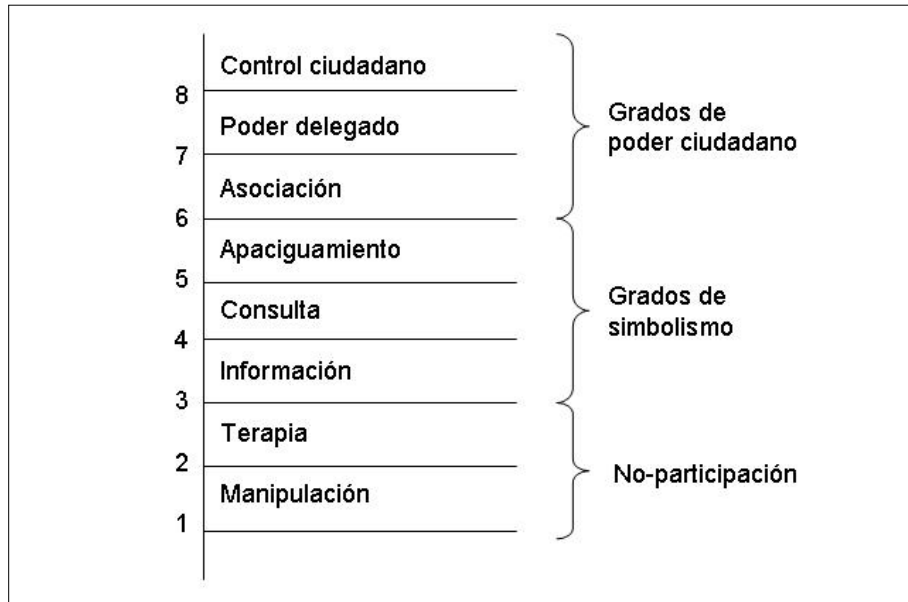 Control ciudadano
8
Poder delegado
7
Asociación
6
Apaciguamiento
5
Consulta
4
Información
3
Terapia
2
Manipulación
1
Grados de
poder ciudadano
Grados de
simbolismo
No-participación